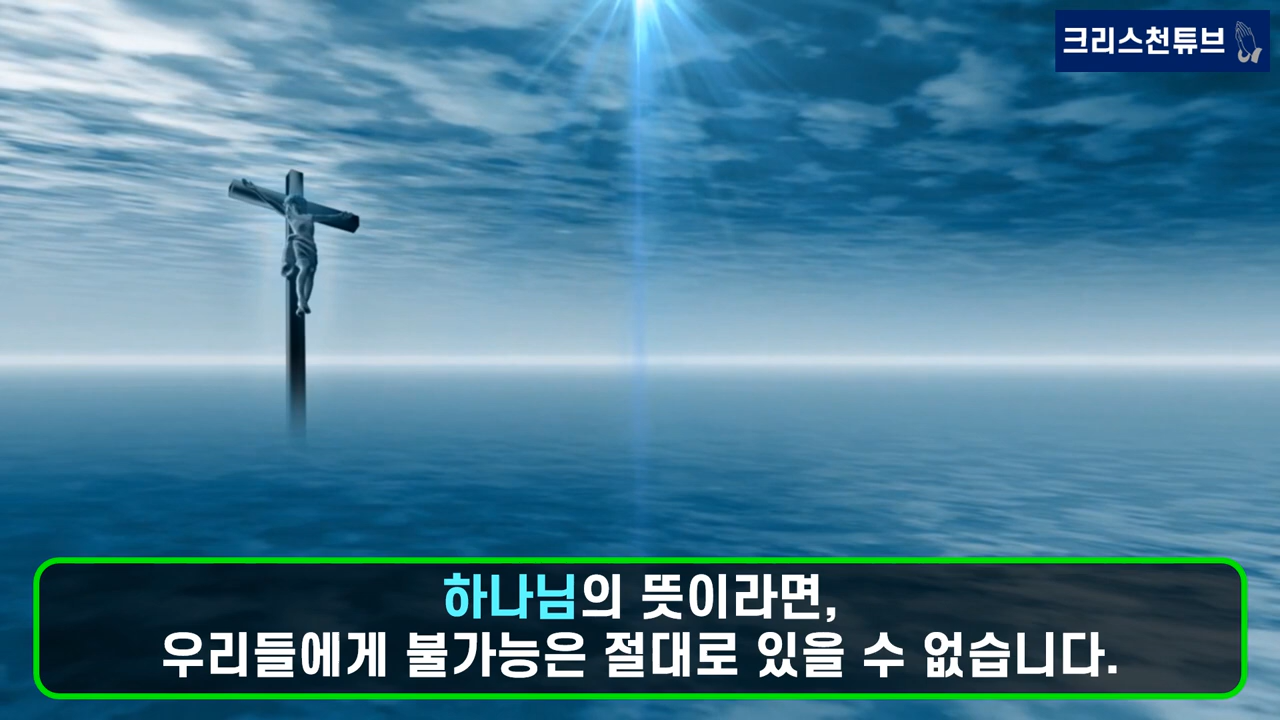 크리스천튜브
하나님의 뜻이라면,
우리들에게 불가능은 절대로 있을 수 없습니다.